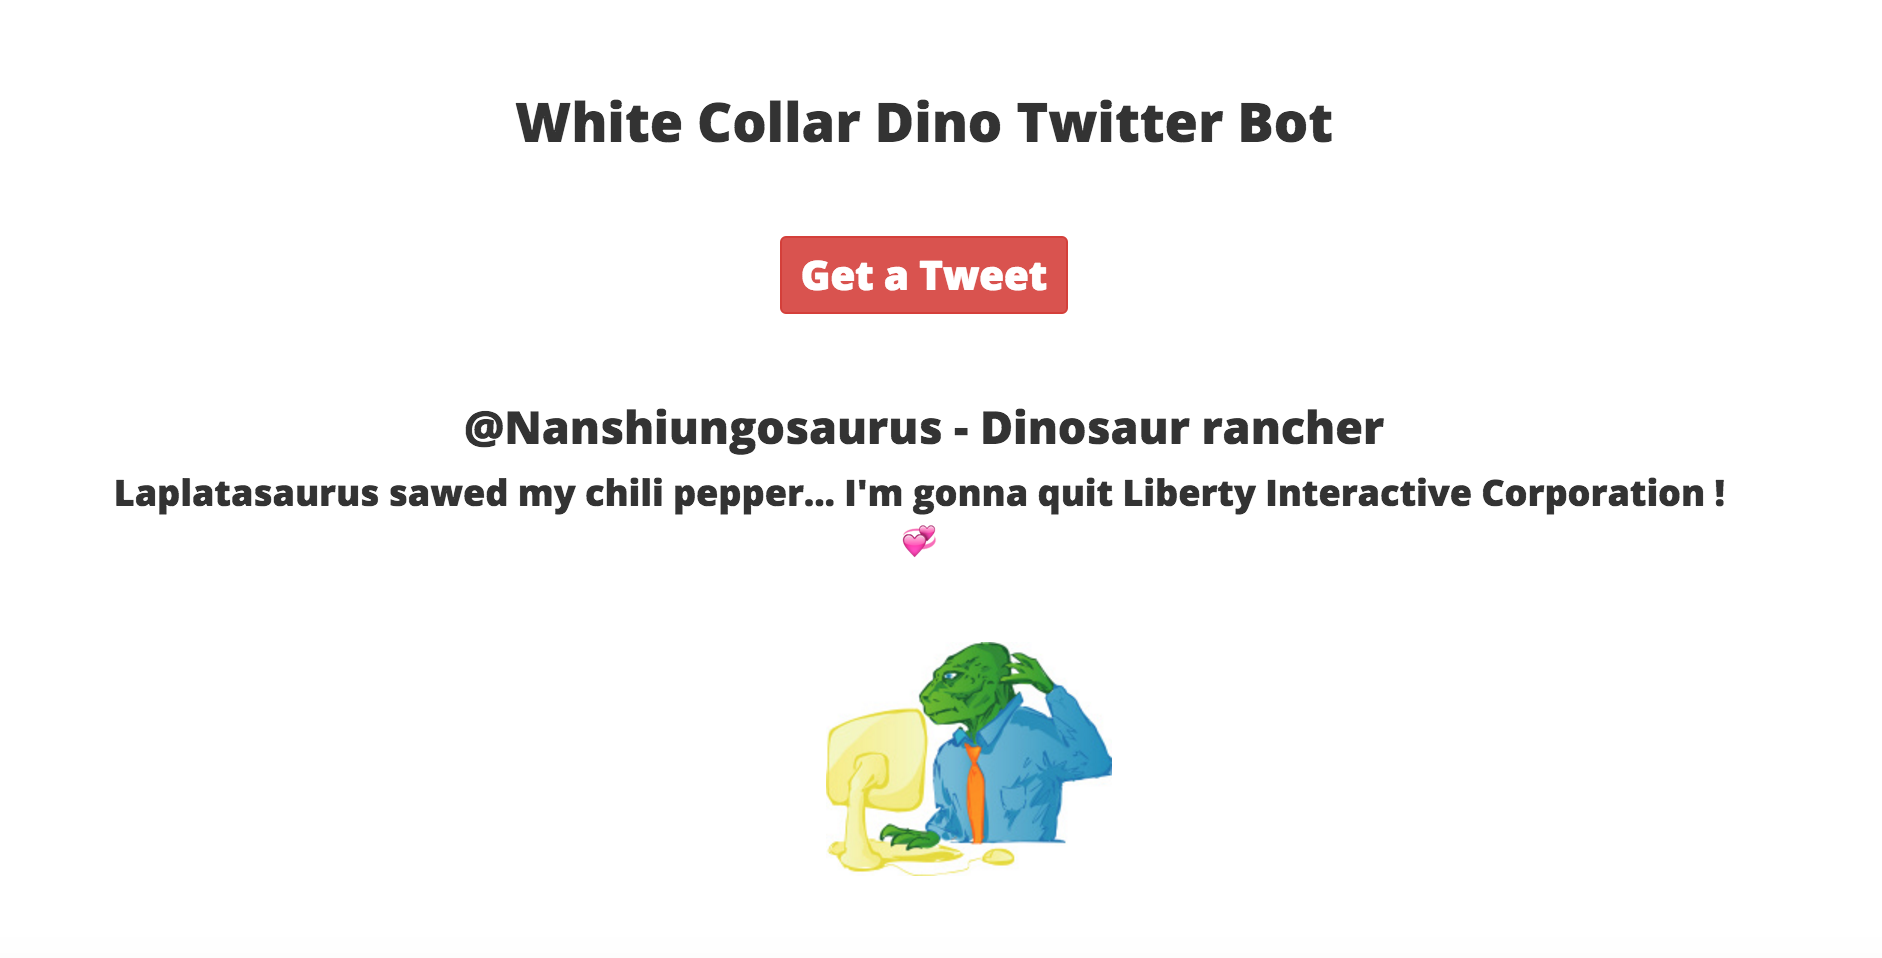 White Collar Dino Twitter Bot
Get a Tweet
@Nanshiungosaurus - Dinosaur rancher
Laplatasaurus sawed my chili pepper... I'm gonna quit Liberty Interactive Corporation !
💞